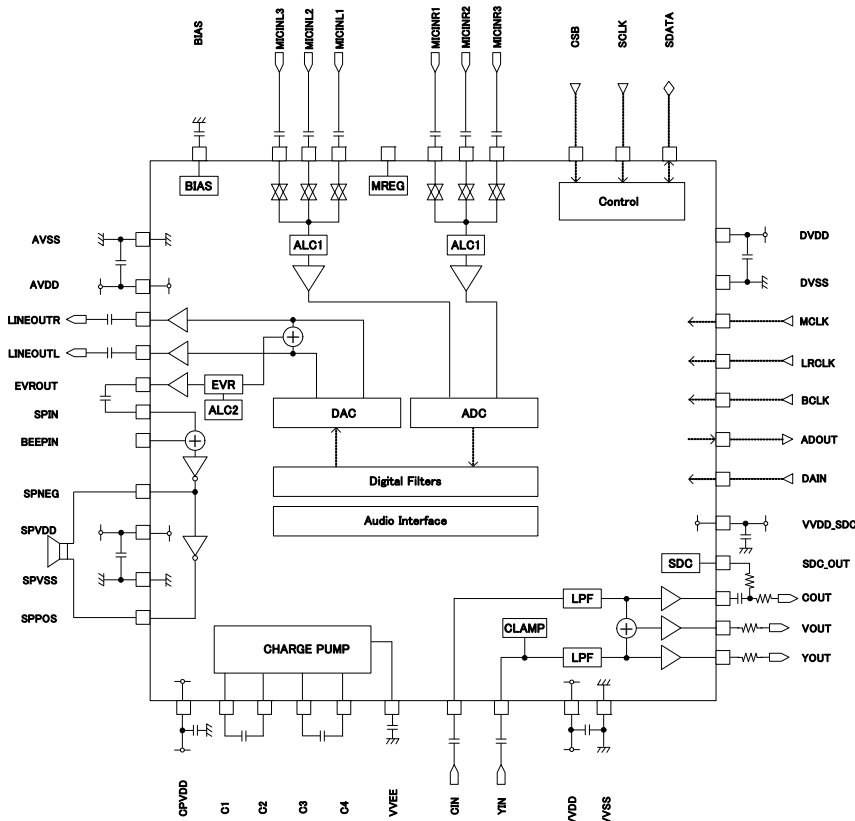 BIAS
MICINL3
MICINL2
MICINL1
MICINR1
MICINR2
MICINR3
CSB
SCLK
SDATA
BIAS
MREG
Control
ALC1
ALC1
AVSS
AVDD
LINEOUTR
LINEOUTL
EVROUT
SPIN
BEEPIN
SPNEG
SPVDD
SPVSS
SPPOS
EVR
ALC2
DAC
ADC
Digital Filters
Audio Interface
DVDD
DVSS
MCLK
LRCLK
BCLK
ADOUT
DAIN
VVDD_SDC
SDC
SDC_OUT
LPF
COUT
CLAMP
VOUT
LPF
YOUT
CHARGE PUMP
CPVDD
C1
C2
C3
C4
VVEE
CIN
YIN
VVDD
VVSS